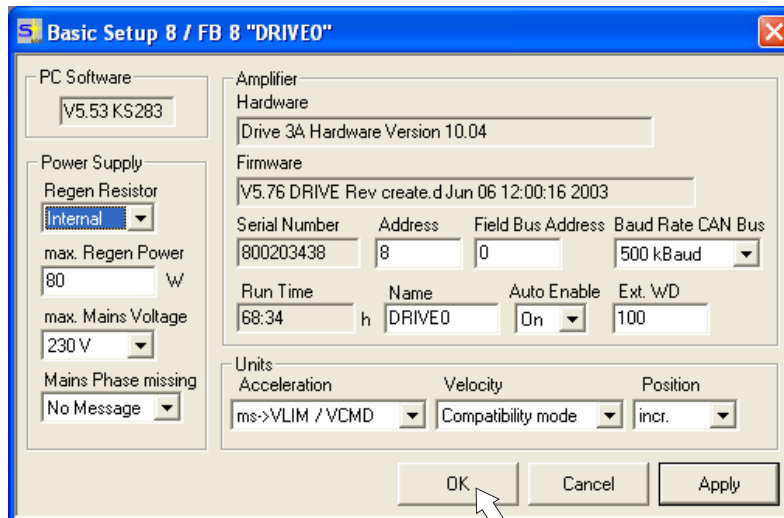 Basic Setup 8 / FB 8 "DRIVE0"
PC Software
V5.53 KS283
Power Supply
Regen Resistor
Internal
max. Regen Power
80 W
max. Mains Voltage
230 V
Mains Phase missing
No Message
Amplifier
Hardware
Drive 3A Hardware Version 10.04
Firmware
V5.76 DRIVE Rev create.d Jun 06 12:00:16 2003
Serial Number Address Field Bus Address Baud Rate CAN Bus
800203438 8 0 500 kBaud
Run Time Name Auto Enable Ext. WD
68:34 h DRIVE0 On 100
Units
Acceleration Velocity Position
ms->VLIM / VCMD Compatibility mode incr.
OK Cancel Apply